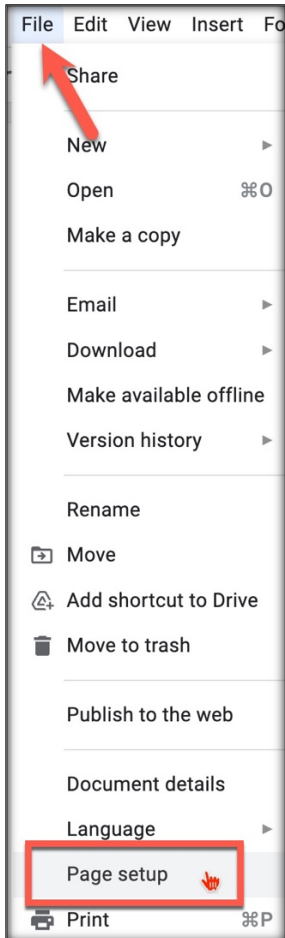 File Edit View Insert Fo
Share
New
Open ⌘O
Make a copy
Email
Download
Make available offline
Version history
Rename
Move
Add shortcut to Drive
Move to trash
Publish to the web
Document details
Language
Page setup
Print ⌘P